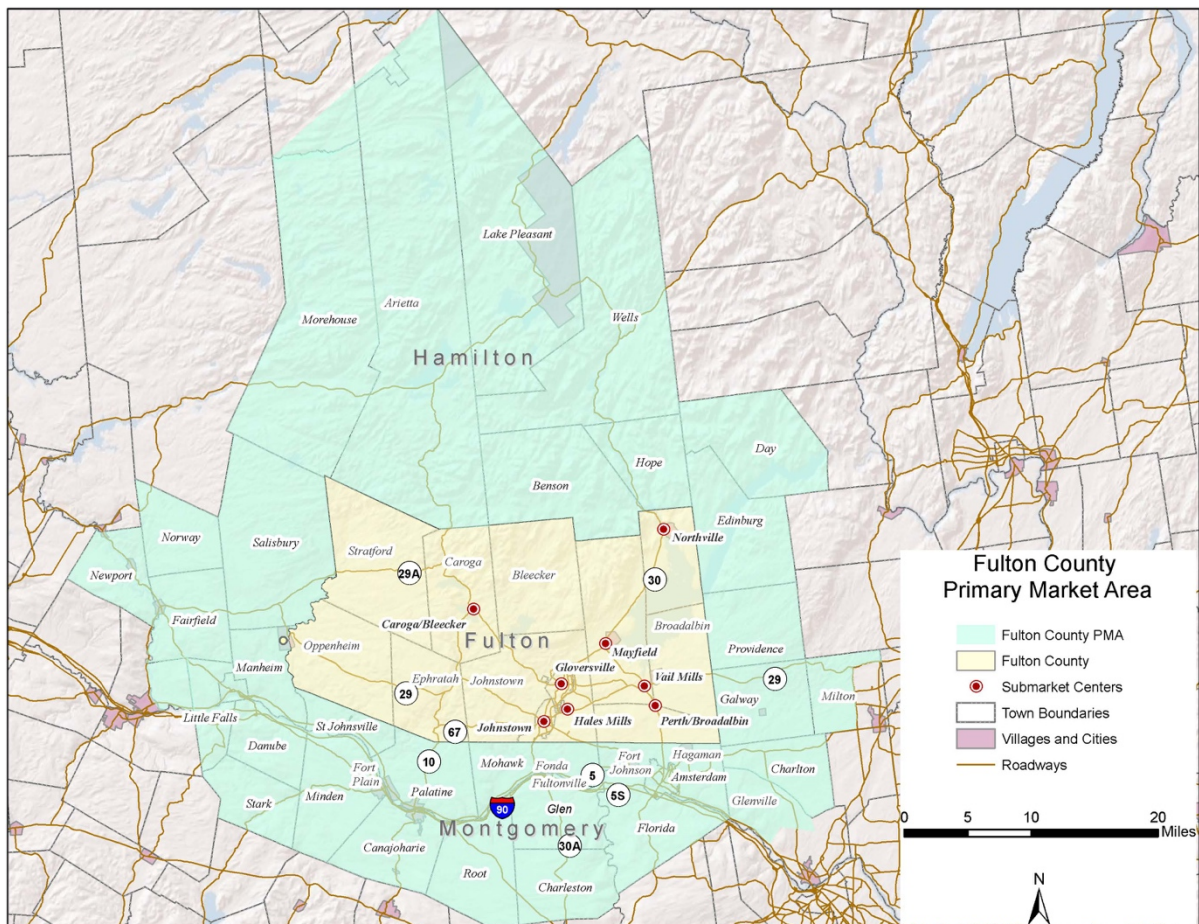 Lake Pleasant
Arietta
Morehouse
Wells
Hamilton
Day
Hope
Benson
Edinburg
Norway
Salisbury
Northville
Stratford
Caroga
Bleecker
29A
30
Newport
Fairfield
Caroga/Bleecker
Fulton
Broadalbin
Oppenheim
Mayfield
Providence
Manheim
Gloversville
Ephratah
Johnstown
Vail Mills
29
29
Galway
Milton
Little Falls
St Johnsville
Johnstown
Hales Mills
Perth/Broadalbin
67
Danube
10
Mohawk
Fonda
Fort
Johnson
Hagaman
Fort
Plain
Fultonville
5
Amsterdam
Charlton
Stark
Minden
Palatine
90
Glen
5S
Glenville
Montgomery
Florida
Canajoharie
30A
Root
Charleston
Fulton County
Primary Market Area
Fulton County PMA
Fulton County
Submarket Centers
Town Boundaries
Villages and Cities
Roadways
0 5 10 20
Miles
N